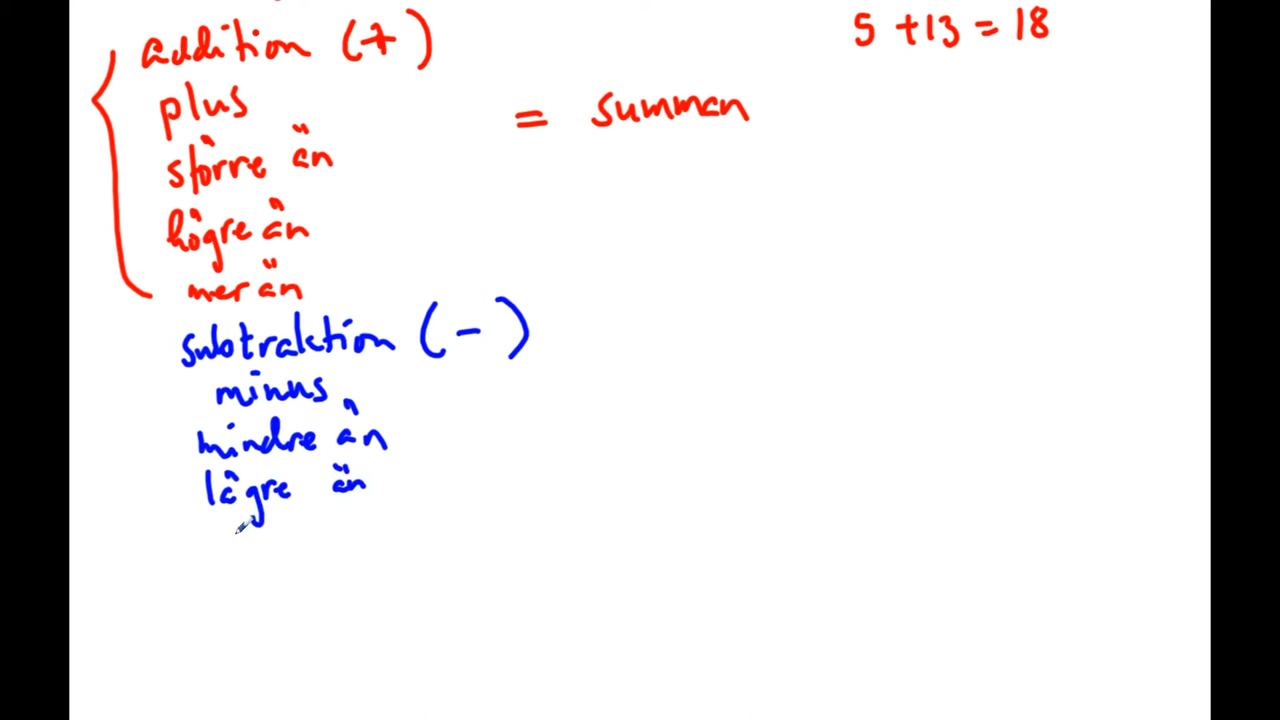 addition (+)
5 + 13 = 18
plus
= summan
större än
högre än
mer än
subtraktion (-)
minus
mindre än
lägre än